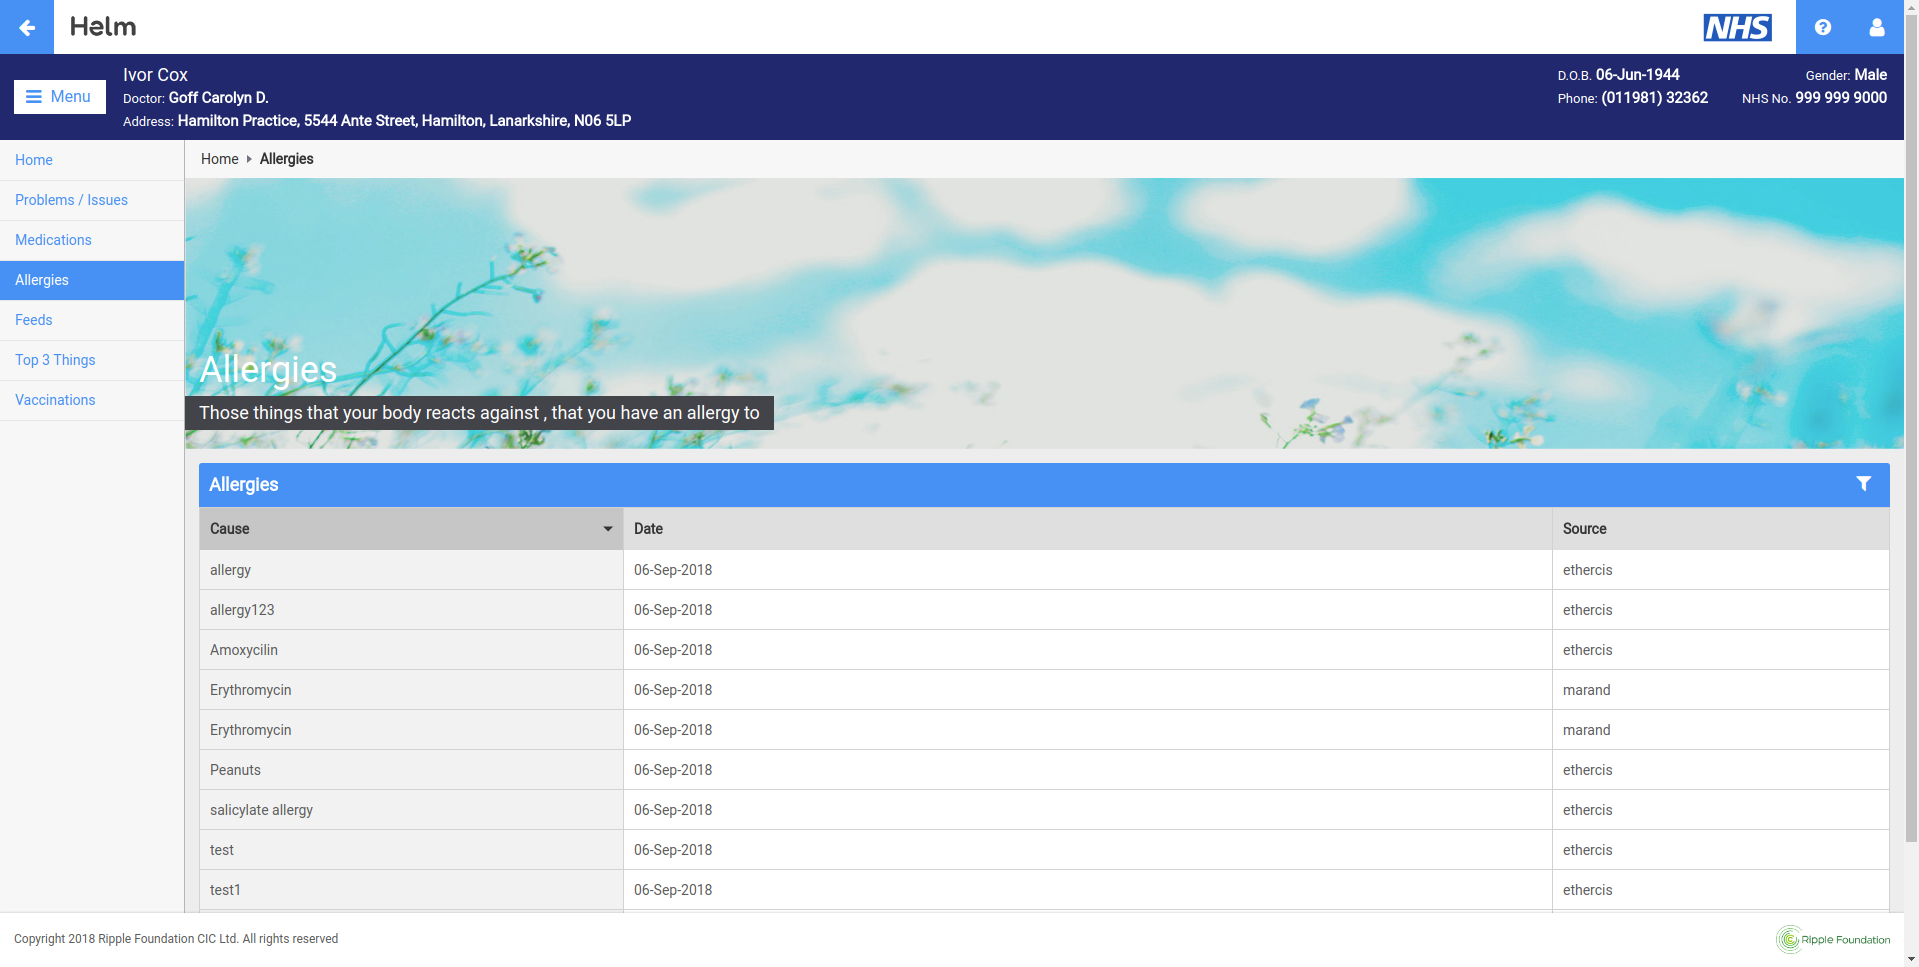 Helm
NHS
Menu
Ivor Cox
Doctor: Goff Carolyn D.
Address: Hamilton Practice, 5544 Ante Street, Hamilton, Lanarkshire, N06 5LP
D.O.B. 06-Jun-1944
Gender: Male
Phone: (011981) 32362
NHS No. 999 999 9000
Home
Problems / Issues
Medications
Allergies
Feeds
Top 3 Things
Vaccinations
Home Allergies
Allergies
Those things that your body reacts against , that you have an allergy to
Allergies
Cause Date Source
allergy 06-Sep-2018 ethercis
allergy123 06-Sep-2018 ethercis
Amoxycilin 06-Sep-2018 ethercis
Erythromycin 06-Sep-2018 marand
Erythromycin 06-Sep-2018 marand
Peanuts 06-Sep-2018 ethercis
salicylate allergy 06-Sep-2018 ethercis
test 06-Sep-2018 ethercis
test1 06-Sep-2018 ethercis
Copyright 2018 Ripple Foundation CIC Ltd. All rights reserved
Ripple Foundation